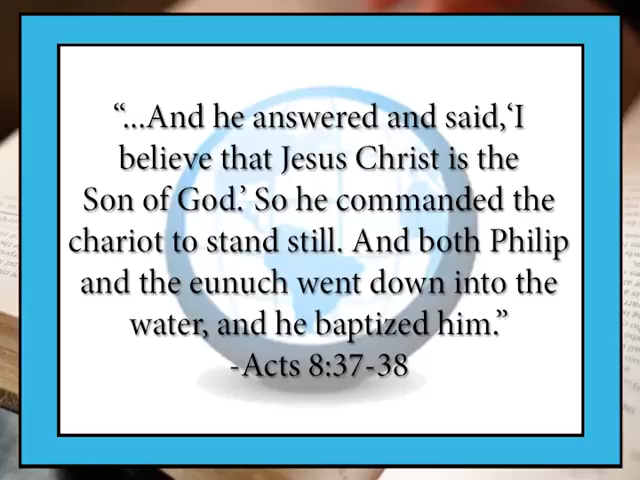 “...And he answered and said,‘I
believe that Jesus Christ is the
Son of God.’ So he commanded the
chariot to stand still. And both Philip
and the eunuch went down into the
water, and he baptized him.”
-Acts 8:37-38